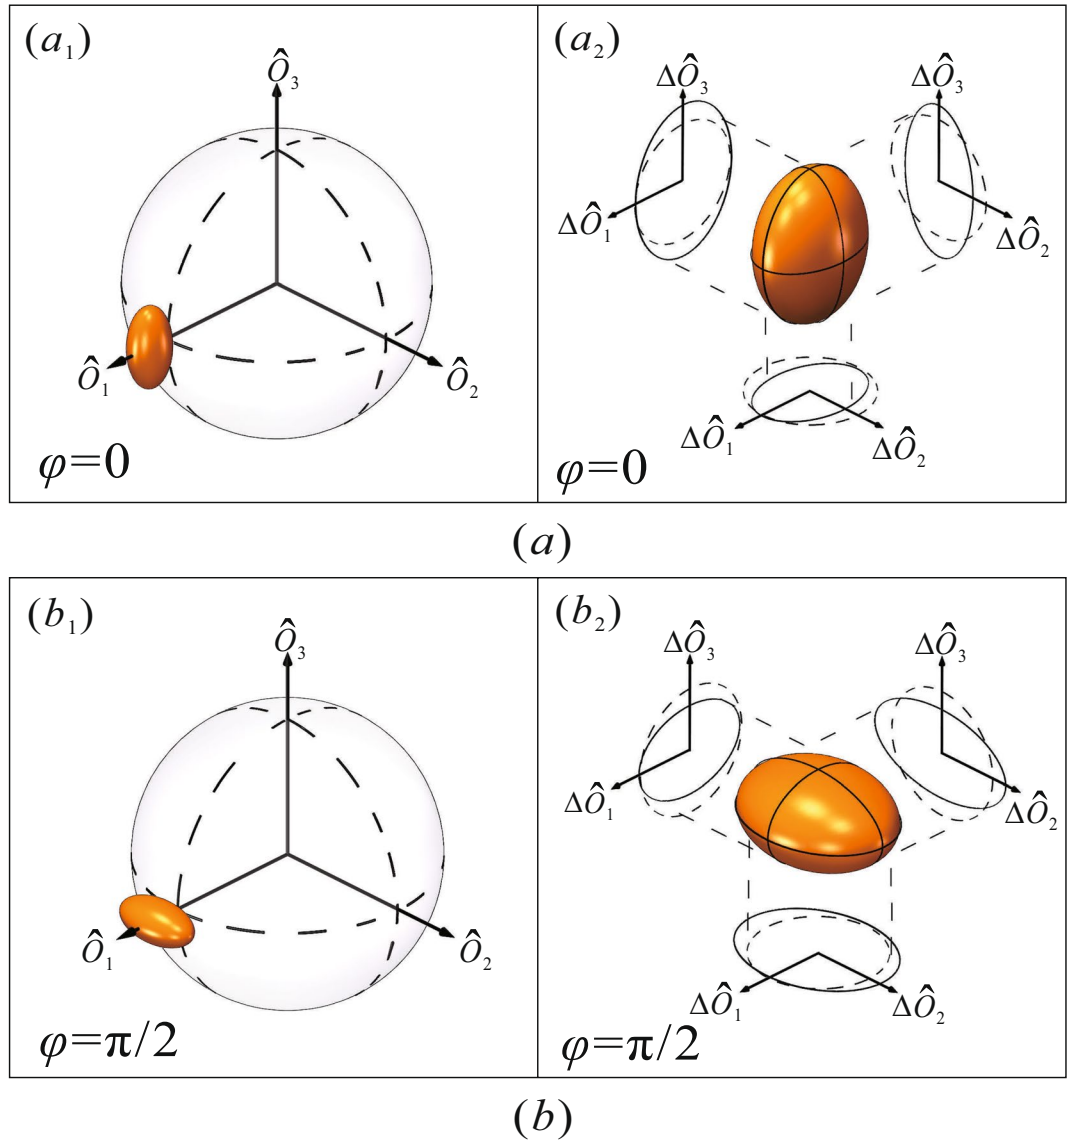 (a₁)
Ô₃
Ô₁
Ô₂
φ=0
(a₂)
ΔÔ₃
ΔÔ₁
ΔÔ₃
ΔÔ₂
ΔÔ₁
ΔÔ₂
φ=0
(a)
(b₁)
Ô₃
Ô₁
Ô₂
φ=π/2
(b₂)
ΔÔ₃
ΔÔ₁
ΔÔ₃
ΔÔ₂
ΔÔ₁
ΔÔ₂
φ=π/2
(b)